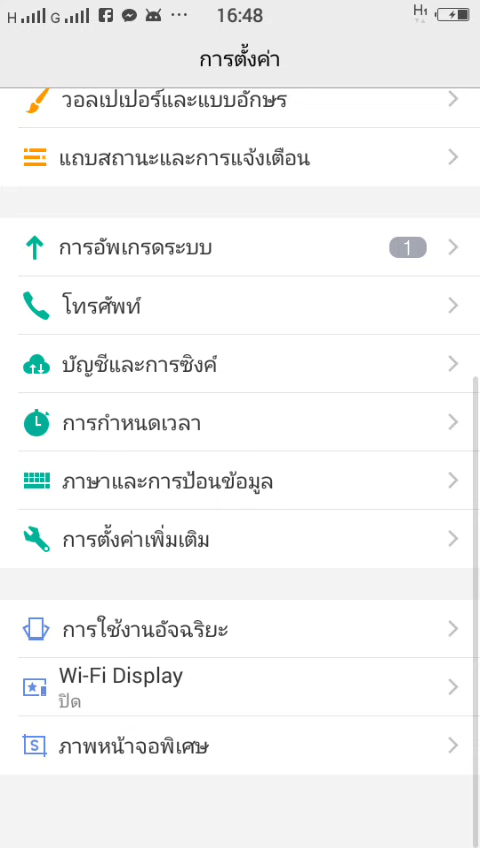 H G ... 16:48 H1
การตั้งค่า
วอลเปเปอร์และแบบอักษร
แถบสถานะและการแจ้งเตือน
การอัพเกรดระบบ 1
โทรศัพท์
บัญชีและการซิงค์
การกำหนดเวลา
ภาษาและการป้อนข้อมูล
การตั้งค่าเพิ่มเติม
การใช้งานอัจฉริยะ
Wi-Fi Display
ปิด
ภาพหน้าจอพิเศษ